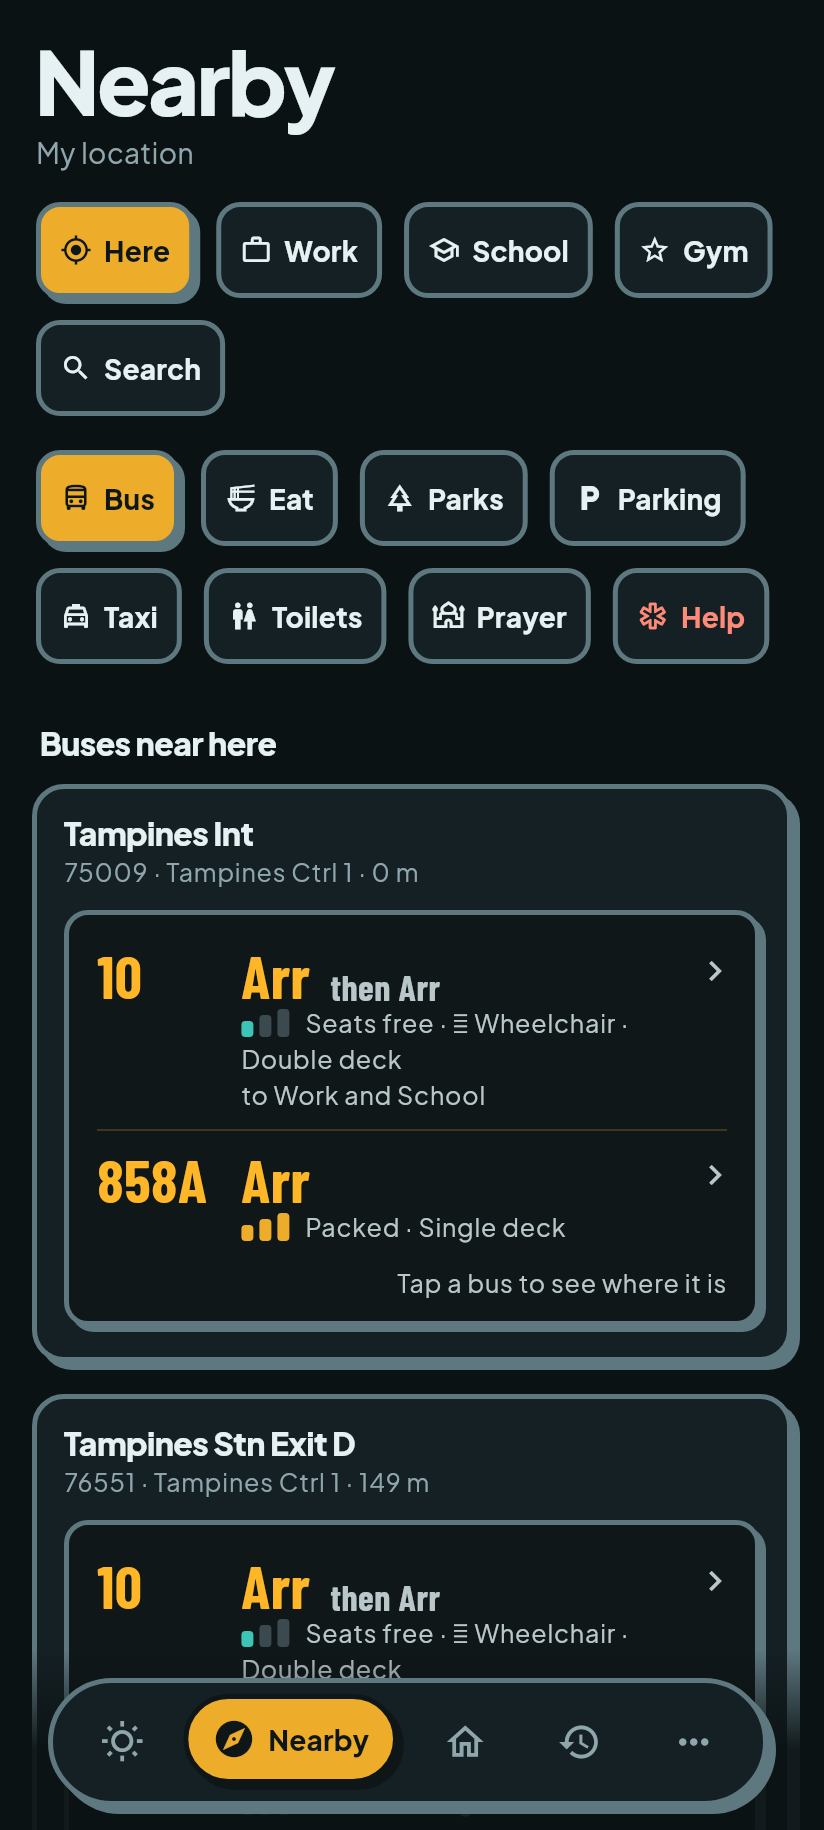 Nearby
My location
Here
Work
School
Gym
Search
Bus
Eat
Parks
P Parking
Taxi
Toilets
Prayer
Help
Buses near here
Tampines Int
75009 · Tampines Ctrl 1 · 0 m
10 Arr then Arr
Seats free · Ξ Wheelchair ·
Double deck
to Work and School
858A Arr
Packed · Single deck
Tap a bus to see where it is
Tampines Stn Exit D
76551 · Tampines Ctrl 1 · 149 m
10 Arr then Arr
Seats free · Ξ Wheelchair ·
Double deck
Nearby